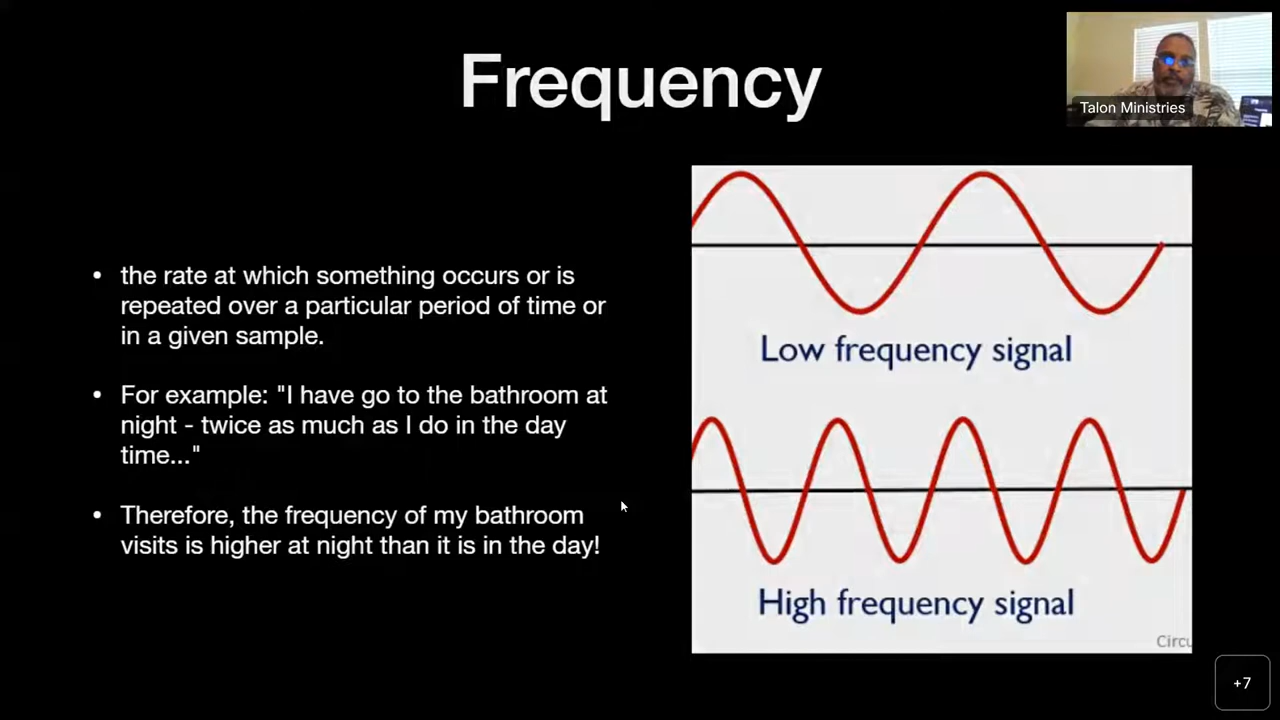 Frequency
Talon Ministries
• the rate at which something occurs or is
repeated over a particular period of time or
in a given sample.
• For example: "I have go to the bathroom at
night - twice as much as I do in the day
time..."
• Therefore, the frequency of my bathroom
visits is higher at night than it is in the day!
Low frequency signal
High frequency signal
Circu
+7